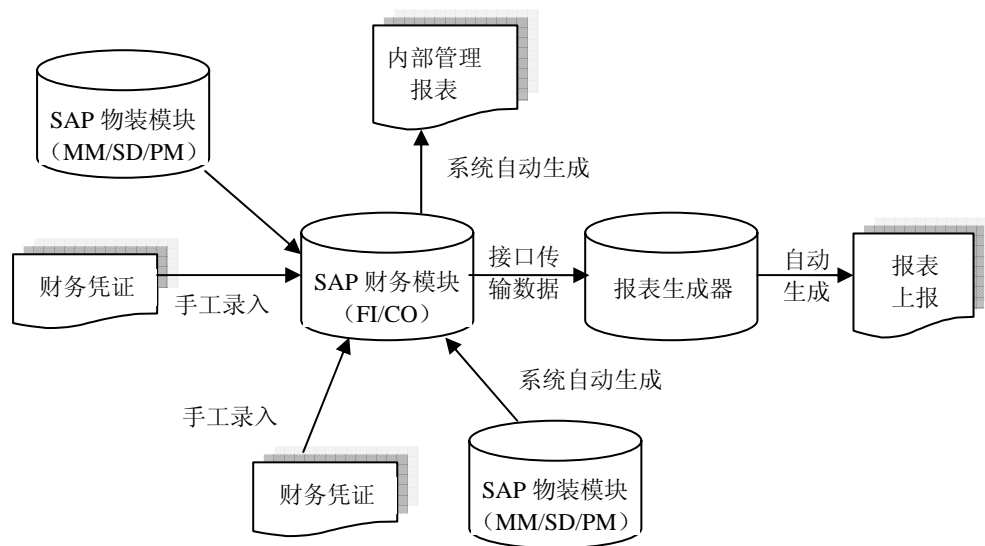 内部管理
报表
SAP 物装模块
（MM/SD/PM）
系统自动生成
财务凭证
手工录入
SAP 财务模块
（FI/CO）
接口传
输数据
报表生成器
自动
生成
报表
上报
系统自动生成
手工录入
财务凭证
SAP 物装模块
（MM/SD/PM）